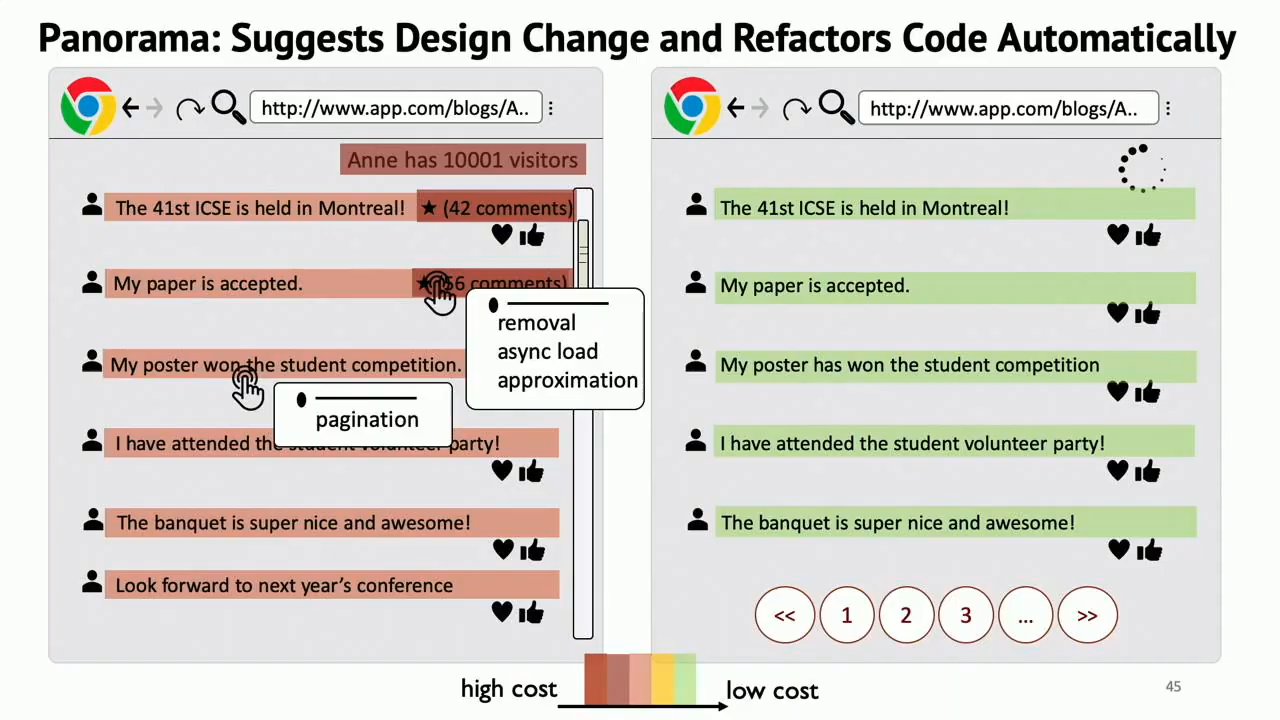 Panorama: Suggests Design Change and Refactors Code Automatically
http://www.app.com/blogs/A..
Anne has 10001 visitors
The 41st ICSE is held in Montreal! ★ (42 comments)
My paper is accepted. ★ 56 comments)
removal
async load
approximation
My poster won the student competition.
pagination
I have attended the student volunteer party!
The banquet is super nice and awesome!
Look forward to next year's conference
http://www.app.com/blogs/A..
The 41st ICSE is held in Montreal!
My paper is accepted.
My poster has won the student competition
I have attended the student volunteer party!
The banquet is super nice and awesome!
<< 1 2 3 ... >>
high cost
low cost
45